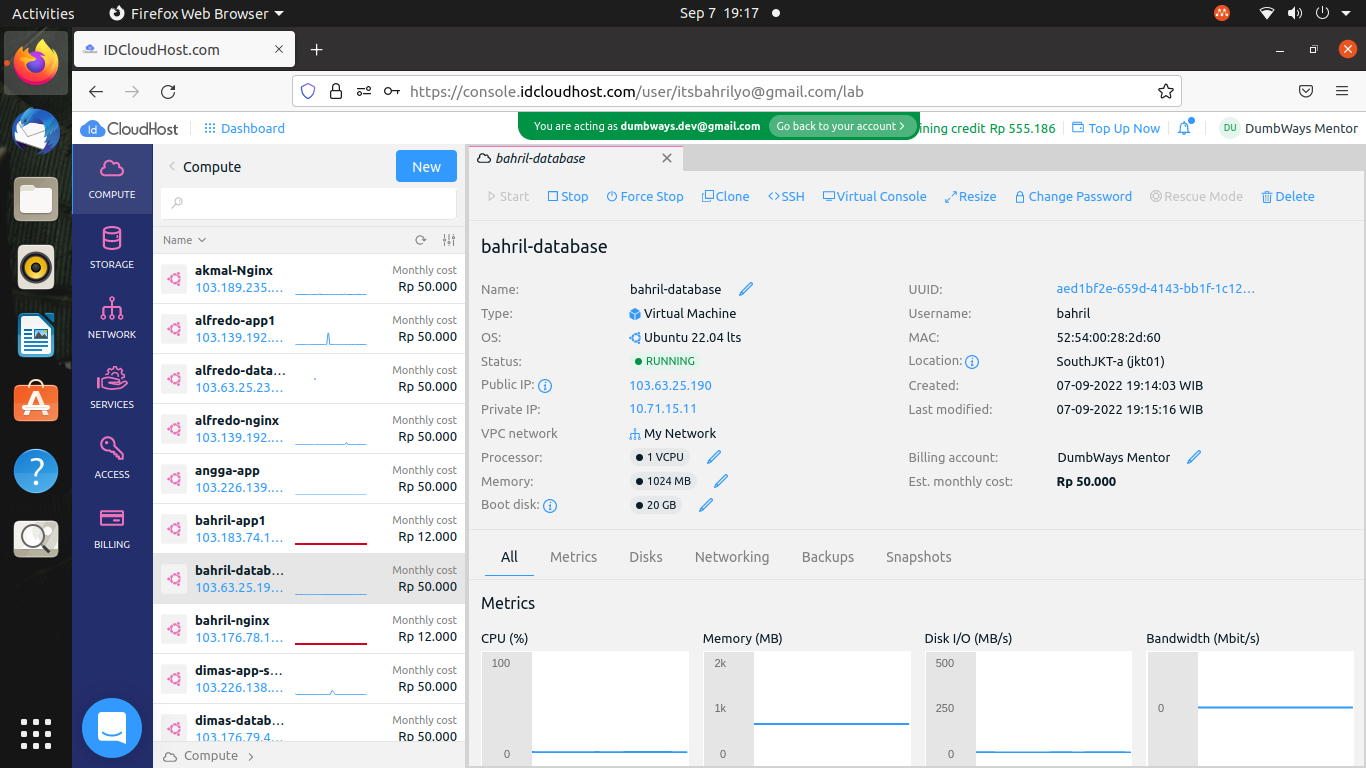 Activities
Firefox Web Browser
Sep 7 19:17
IDCloudHost.com
https://console.idcloudhost.com/user/itsbahrilyo@gmail.com/lab
Id CloudHost
Dashboard
You are acting as dumbways.dev@gmail.com
Go back to your account >
ining credit Rp 555.186
Top Up Now
DU
DumbWays Mentor
COMPUTE
STORAGE
NETWORK
SERVICES
ACCESS
BILLING
Compute
New
Name
akmal-Nginx
Monthly cost
103.189.235....
Rp 50.000
alfredo-app1
Monthly cost
103.139.192....
Rp 50.000
alfredo-data...
Monthly cost
103.63.25.23...
Rp 50.000
alfredo-nginx
Monthly cost
103.139.192....
Rp 50.000
angga-app
Monthly cost
103.226.139....
Rp 50.000
bahril-app1
Monthly cost
103.183.74.1...
Rp 12.000
bahril-datab...
Monthly cost
103.63.25.19...
Rp 50.000
bahril-nginx
Monthly cost
103.176.78.1...
Rp 12.000
dimas-app-s...
Monthly cost
103.226.138....
Rp 50.000
dimas-datab...
Monthly cost
103.176.79.4...
Rp 50.000
Compute >
bahril-database
Start
Stop
Force Stop
Clone
SSH
Virtual Console
Resize
Change Password
Rescue Mode
Delete
bahril-database
Name: bahril-database
Type: Virtual Machine
OS: Ubuntu 22.04 lts
Status: RUNNING
Public IP: 103.63.25.190
Private IP: 10.71.15.11
VPC network My Network
Processor: 1 VCPU
Memory: 1024 MB
Boot disk: 20 GB
UUID: aed1bf2e-659d-4143-bb1f-1c12...
Username: bahril
MAC: 52:54:00:28:2d:60
Location: SouthJKT-a (jkt01)
Created: 07-09-2022 19:14:03 WIB
Last modified: 07-09-2022 19:15:16 WIB
Billing account: DumbWays Mentor
Est. monthly cost: Rp 50.000
All
Metrics
Disks
Networking
Backups
Snapshots
Metrics
CPU (%)
100
0
Memory (MB)
2k
1k
0
Disk I/O (MB/s)
500
250
0
Bandwidth (Mbit/s)
0